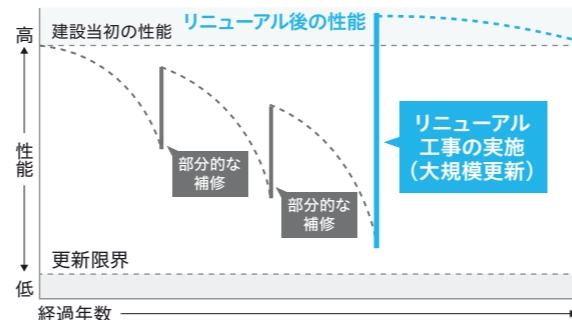 高
建設当初の性能
リニューアル後の性能
性能
リニューアル
工事の実施
（大規模更新）
部分的な
補修
部分的な
補修
更新限界
低
経過年数